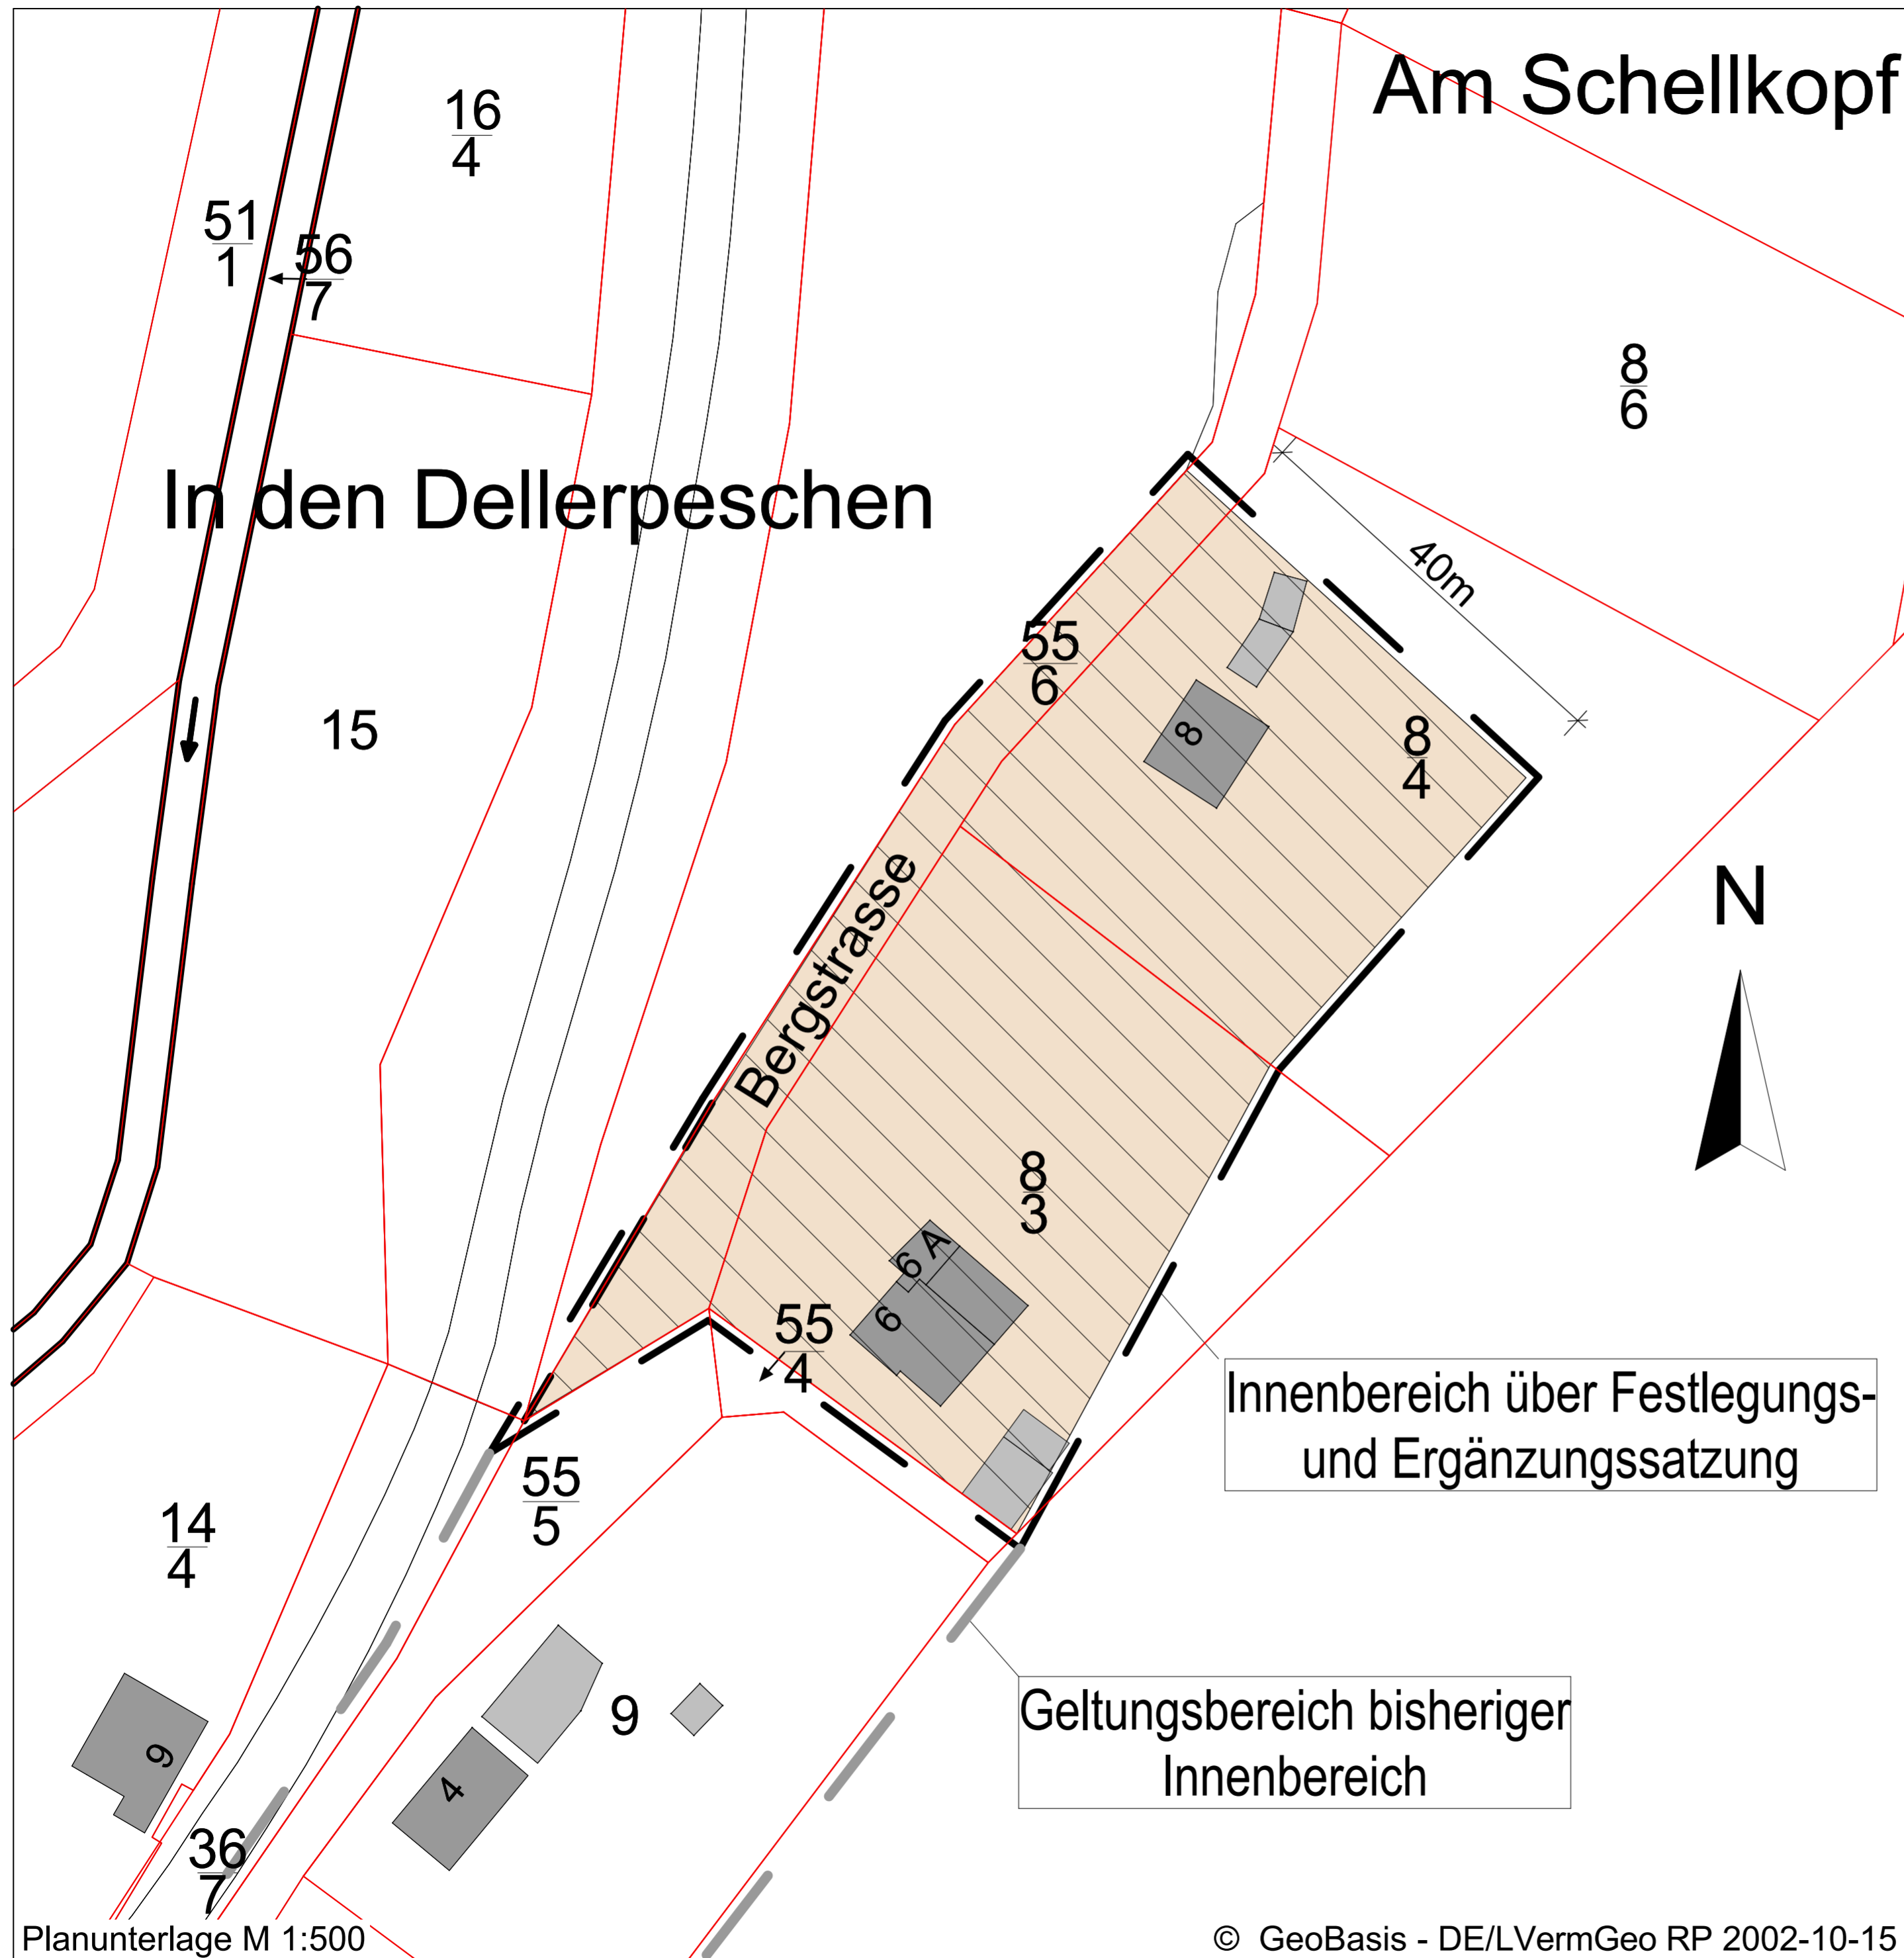 Am Schellkopf
16
4
51
1
56
7
8
6
In den Dellerpeschen
40m
55
6
15
8
8
4
Bergstrasse
N
8
3
6 A
6
55
4
Innenbereich über Festlegungs-
und Ergänzungssatzung
55
5
14
4
9
Geltungsbereich bisheriger
Innenbereich
9
4
36
7
Planunterlage M 1:500
© GeoBasis - DE/LVermGeo RP 2002-10-15